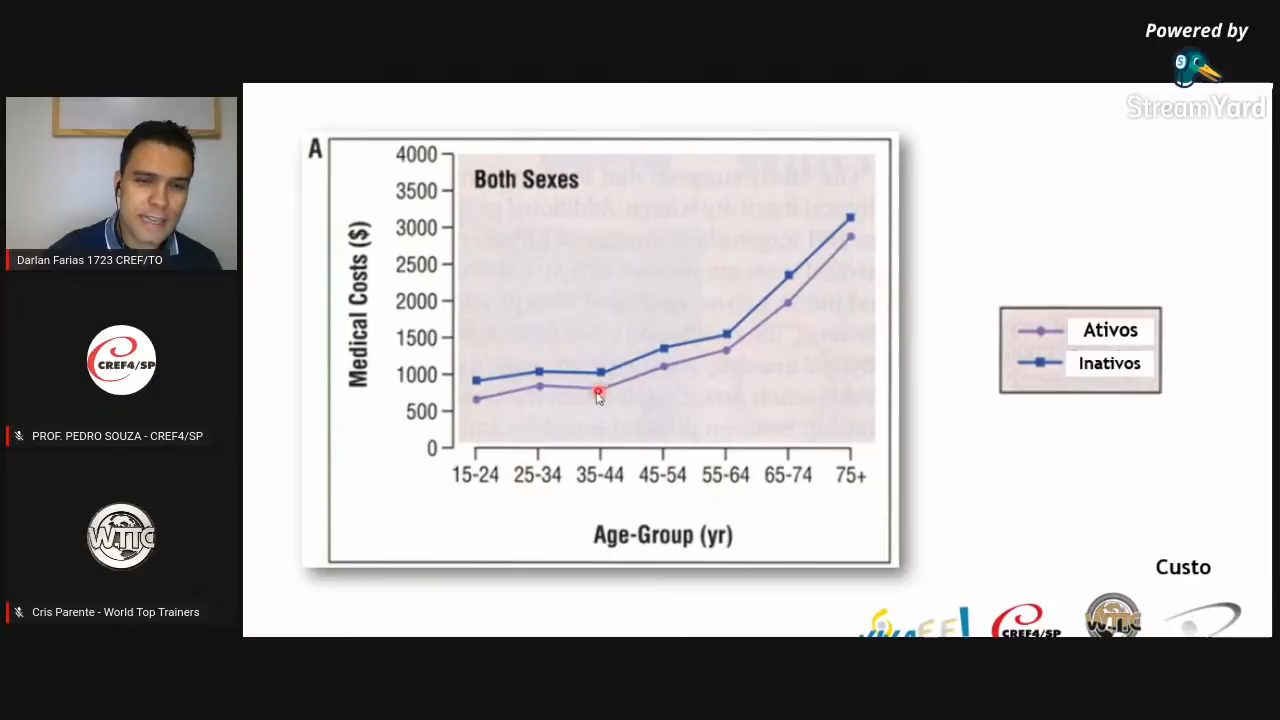 Powered by
StreamYard
Darlan Farias 1723 CREF/TO
CREF4/SP
PROF. PEDRO SOUZA - CREF4/SP
WTTC
Cris Parente - World Top Trainers
A
Both Sexes
Medical Costs ($)
4000
3500
3000
2500
2000
1500
1000
500
0
15-24 25-34 35-44 45-54 55-64 65-74 75+
Age-Group (yr)
Ativos
Inativos
Custo
CREF4/SP